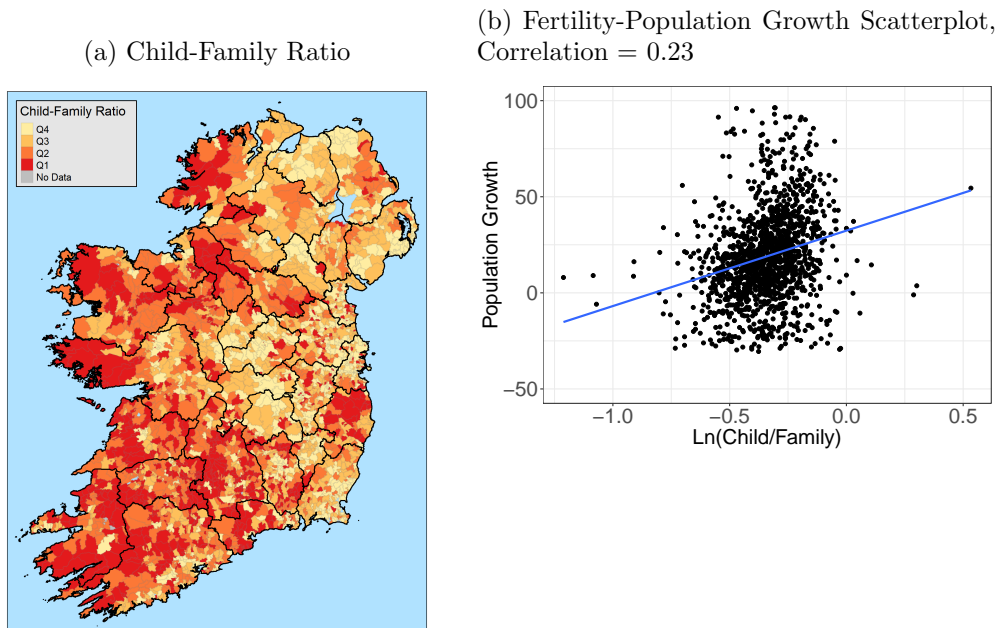 (a) Child-Family Ratio
Child-Family Ratio
Q4
Q3
Q2
Q1
No Data
(b) Fertility-Population Growth Scatterplot,
Correlation = 0.23
Population Growth
100
50
0
−50
−1.0
−0.5
0.0
0.5
Ln(Child/Family)